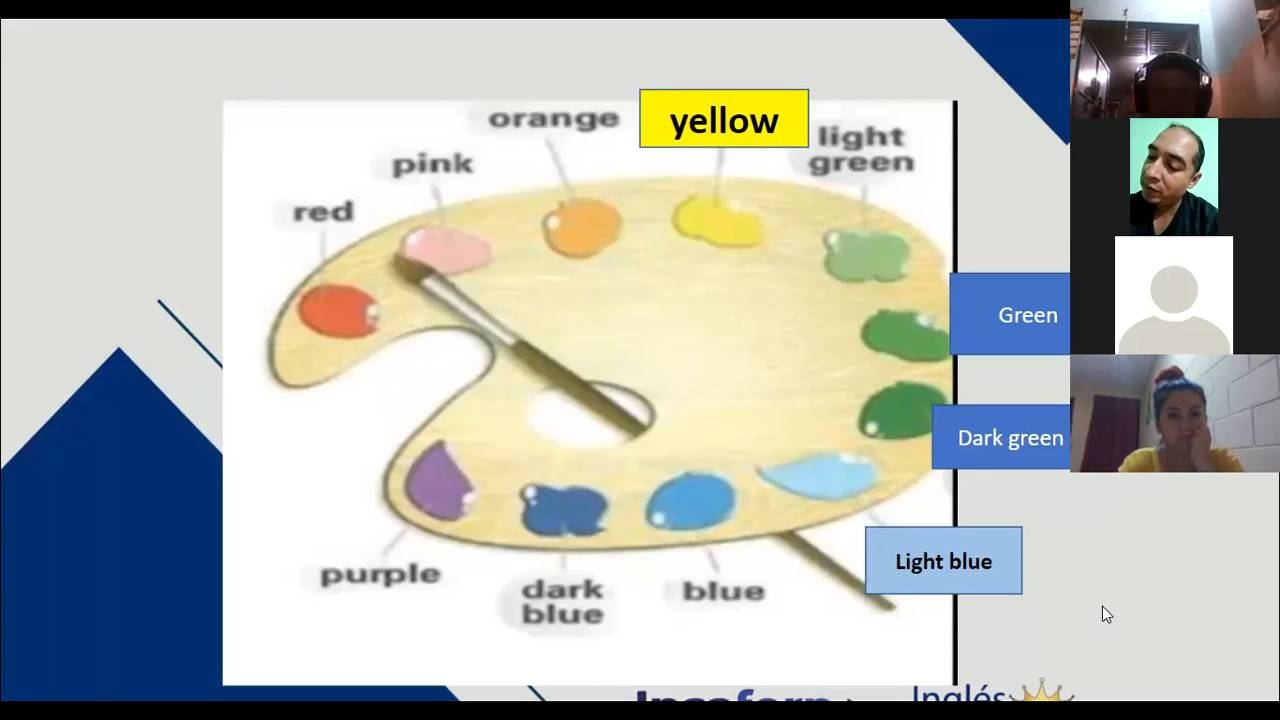 orange
yellow
light
green
pink
red
Green
Dark green
Light blue
purple
dark
blue
blue
Inglés